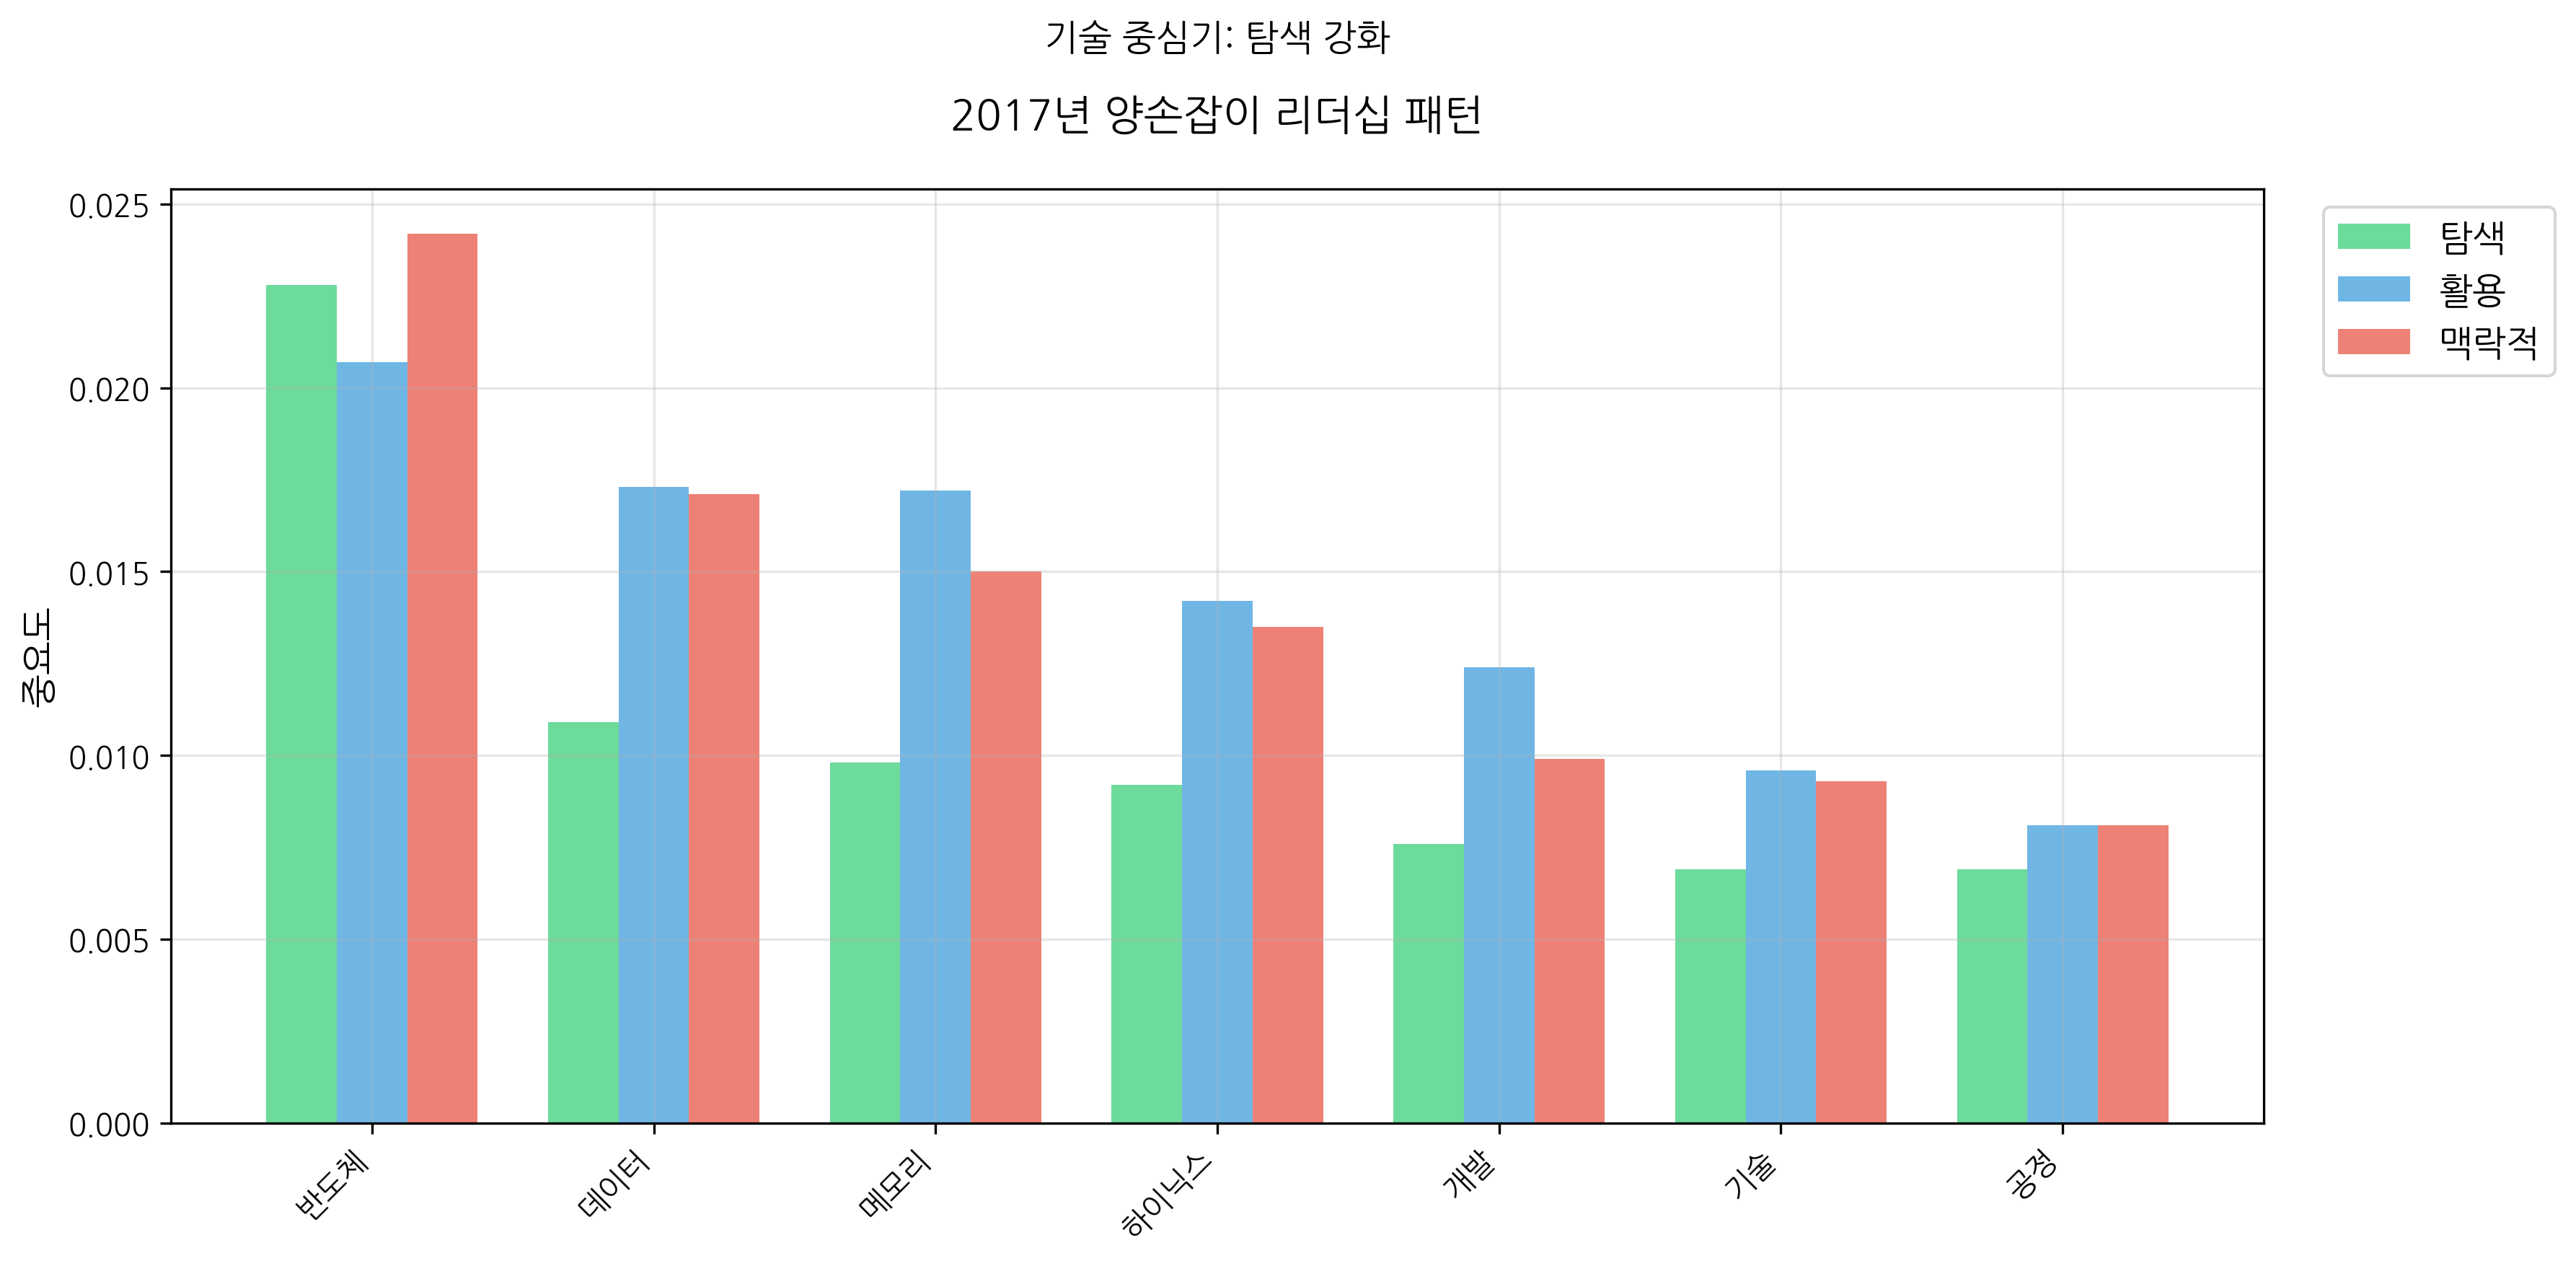 기술 중심기: 탐색 강화
2017년 양손잡이 리더십 패턴
중요도
0.025
0.020
0.015
0.010
0.005
0.000
반도체
데이터
메모리
하이닉스
개발
기술
공정
탐색
활용
맥락적